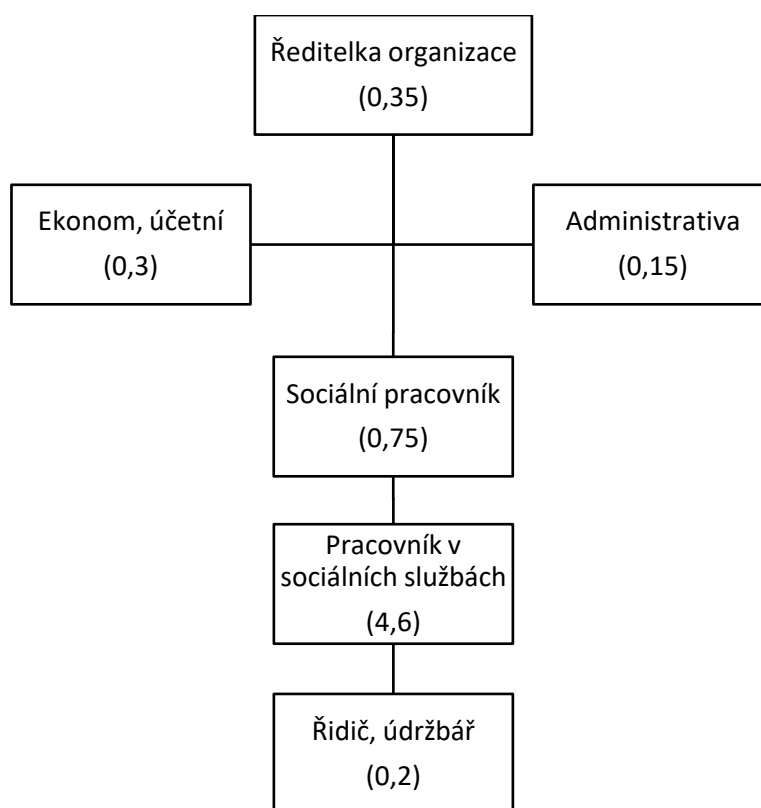 Ředitelka organizace
(0,35)
Ekonom, účetní
(0,3)
Administrativa
(0,15)
Sociální pracovník
(0,75)
Pracovník v
sociálních službách
(4,6)
Řidič, údržbář
(0,2)